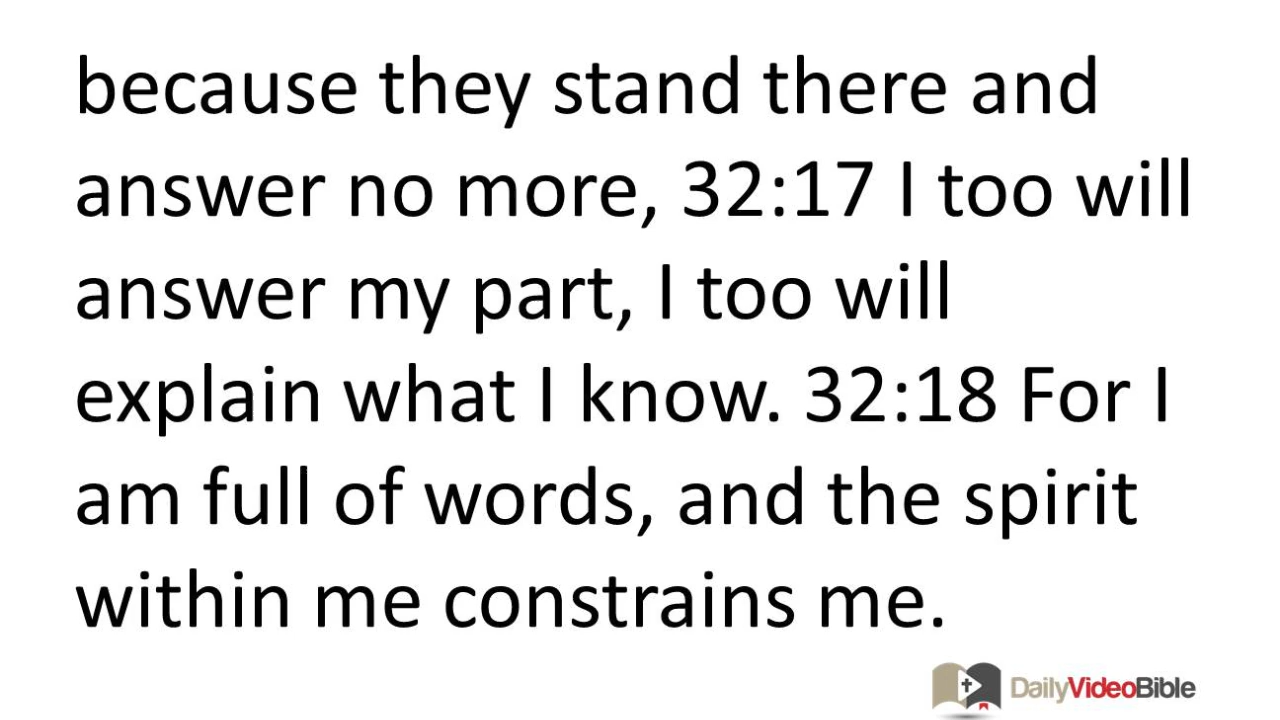 because they stand there and
answer no more, 32:17 I too will
answer my part, I too will
explain what I know. 32:18 For I
am full of words, and the spirit
within me constrains me.
DailyVideoBible